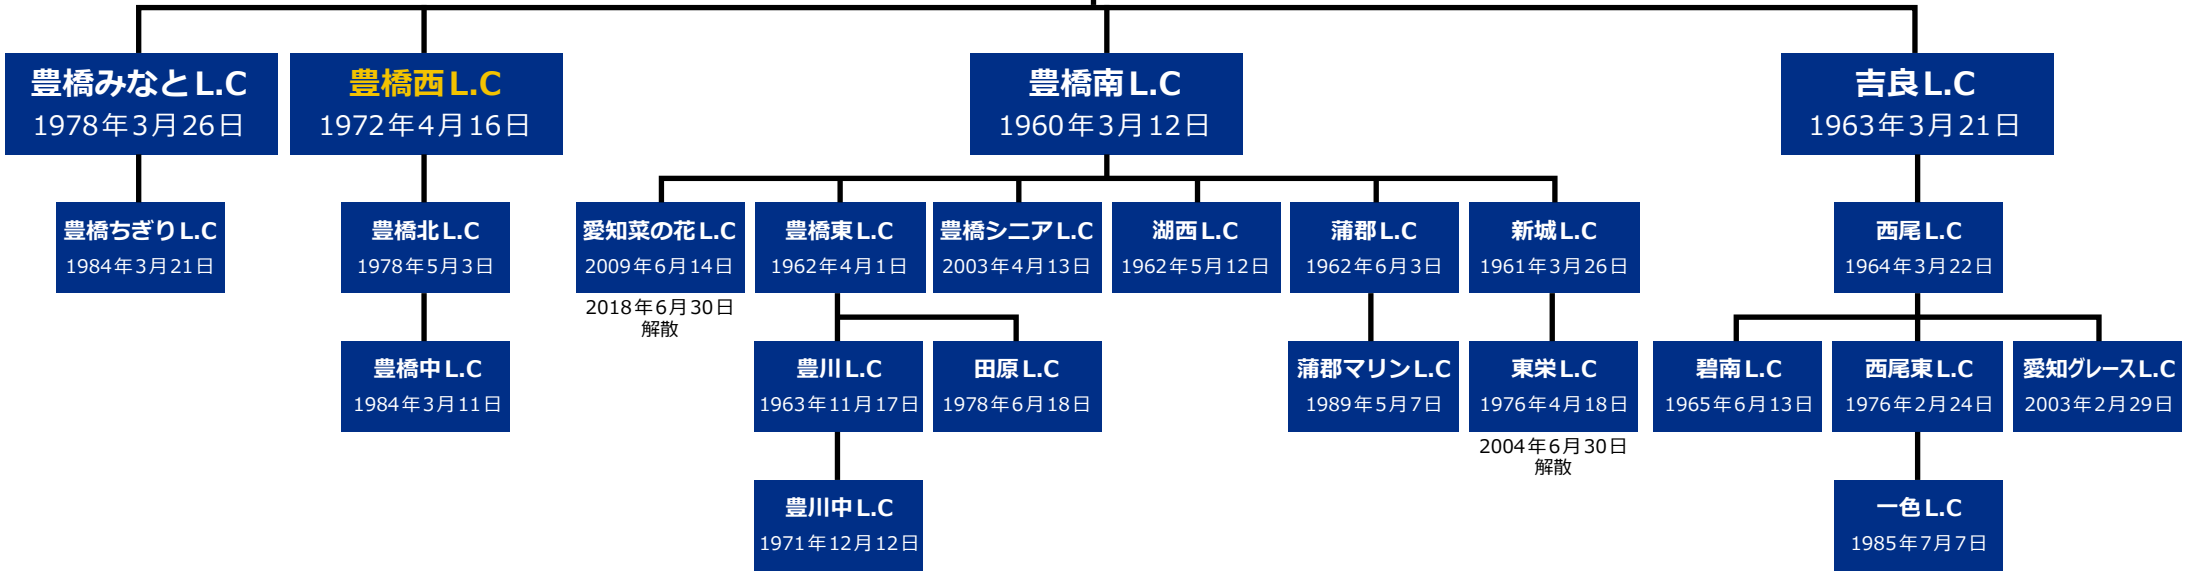 豊橋みなとL.C
1978年3月26日
豊橋西L.C
1972年4月16日
豊橋南L.C
1960年3月12日
吉良L.C
1963年3月21日
豊橋ちぎりL.C
1984年3月21日
豊橋北L.C
1978年5月3日
愛知菜の花L.C
2009年6月14日
2018年6月30日
解散
豊橋東L.C
1962年4月1日
豊橋シニアL.C
2003年4月13日
湖西L.C
1962年5月12日
蒲郡L.C
1962年6月3日
新城L.C
1961年3月26日
西尾L.C
1964年3月22日
豊橋中L.C
1984年3月11日
豊川L.C
1963年11月17日
田原L.C
1978年6月18日
蒲郡マリンL.C
1989年5月7日
東栄L.C
1976年4月18日
2004年6月30日
解散
碧南L.C
1965年6月13日
西尾東L.C
1976年2月24日
愛知グレースL.C
2003年2月29日
豊川中L.C
1971年12月12日
一色L.C
1985年7月7日